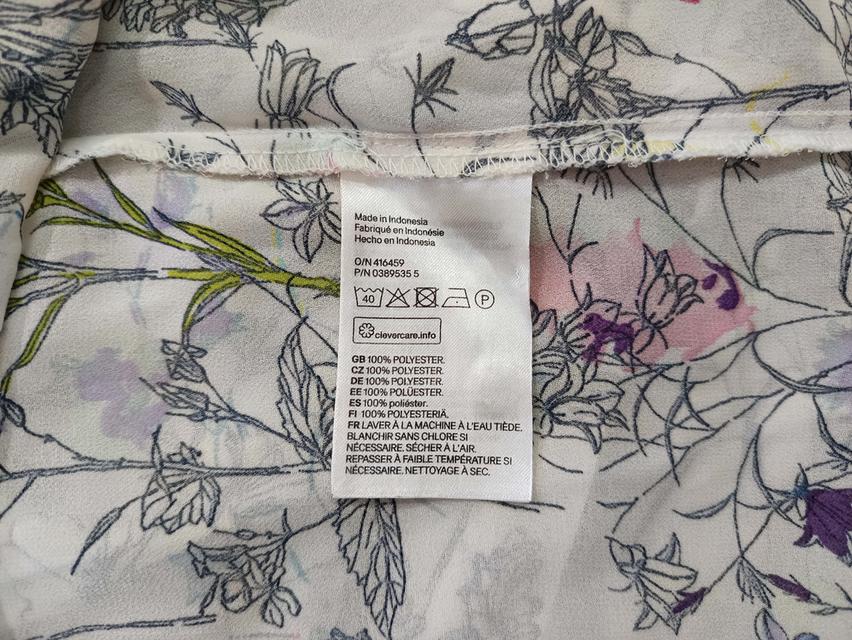 Made in Indonesia
Fabriqué en Indonésie
Hecho en Indonesia
O/N 416459
P/N 0389535 5
40 P
clevercare.info
GB 100% POLYESTER.
CZ 100% POLYESTER.
DE 100% POLYESTER.
EE 100% POLÜESTER.
ES 100% poliéster.
FI 100% POLYESTERIÄ.
FR LAVER À LA MACHINE À L'EAU TIÈDE.
BLANCHIR SANS CHLORE SI
NÉCESSAIRE. SÉCHER À L'AIR.
REPASSER À FAIBLE TEMPÉRATURE SI
NÉCESSAIRE. NETTOYAGE À SEC.